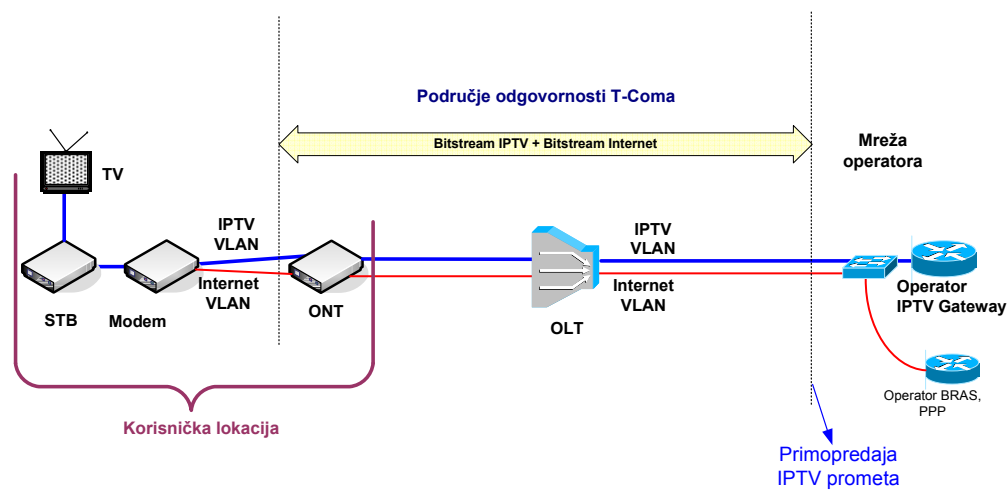 Područje odgovornosti T-Coma
Bitstream IPTV + Bitstream Internet
Mreža
operatora
TV
IPTV
VLAN
Internet
VLAN
STB
Modem
ONT
OLT
IPTV
VLAN
Internet
VLAN
Operator
IPTV Gateway
Operator BRAS,
PPP
Korisnička lokacija
Primopredaja
IPTV prometa